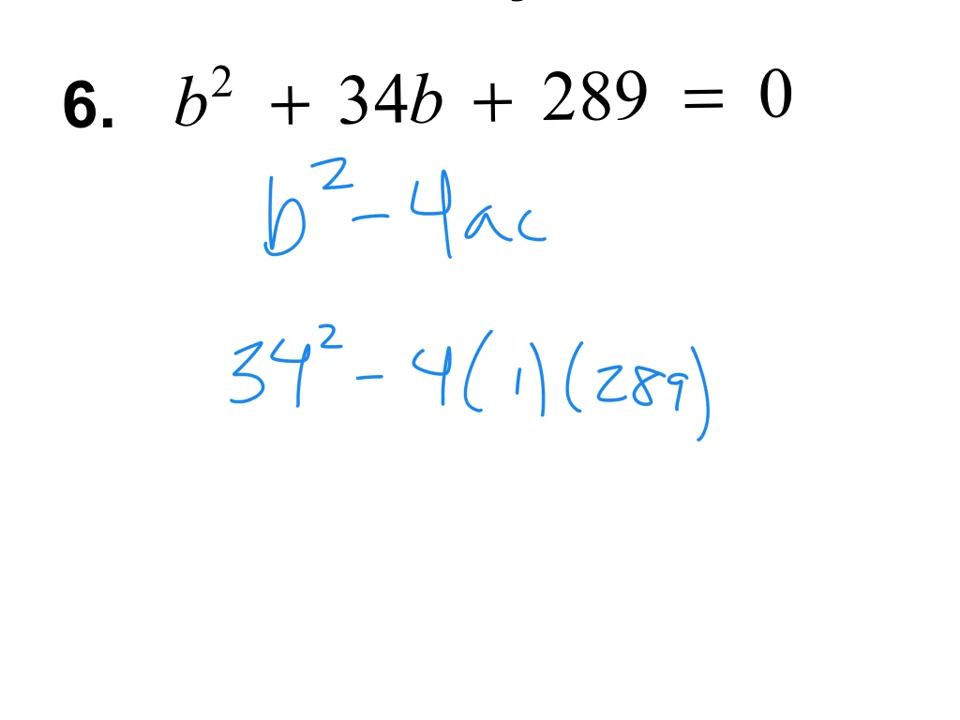 6. b² + 34b + 289 = 0
b² - 4ac
34² - 4(1)(289)